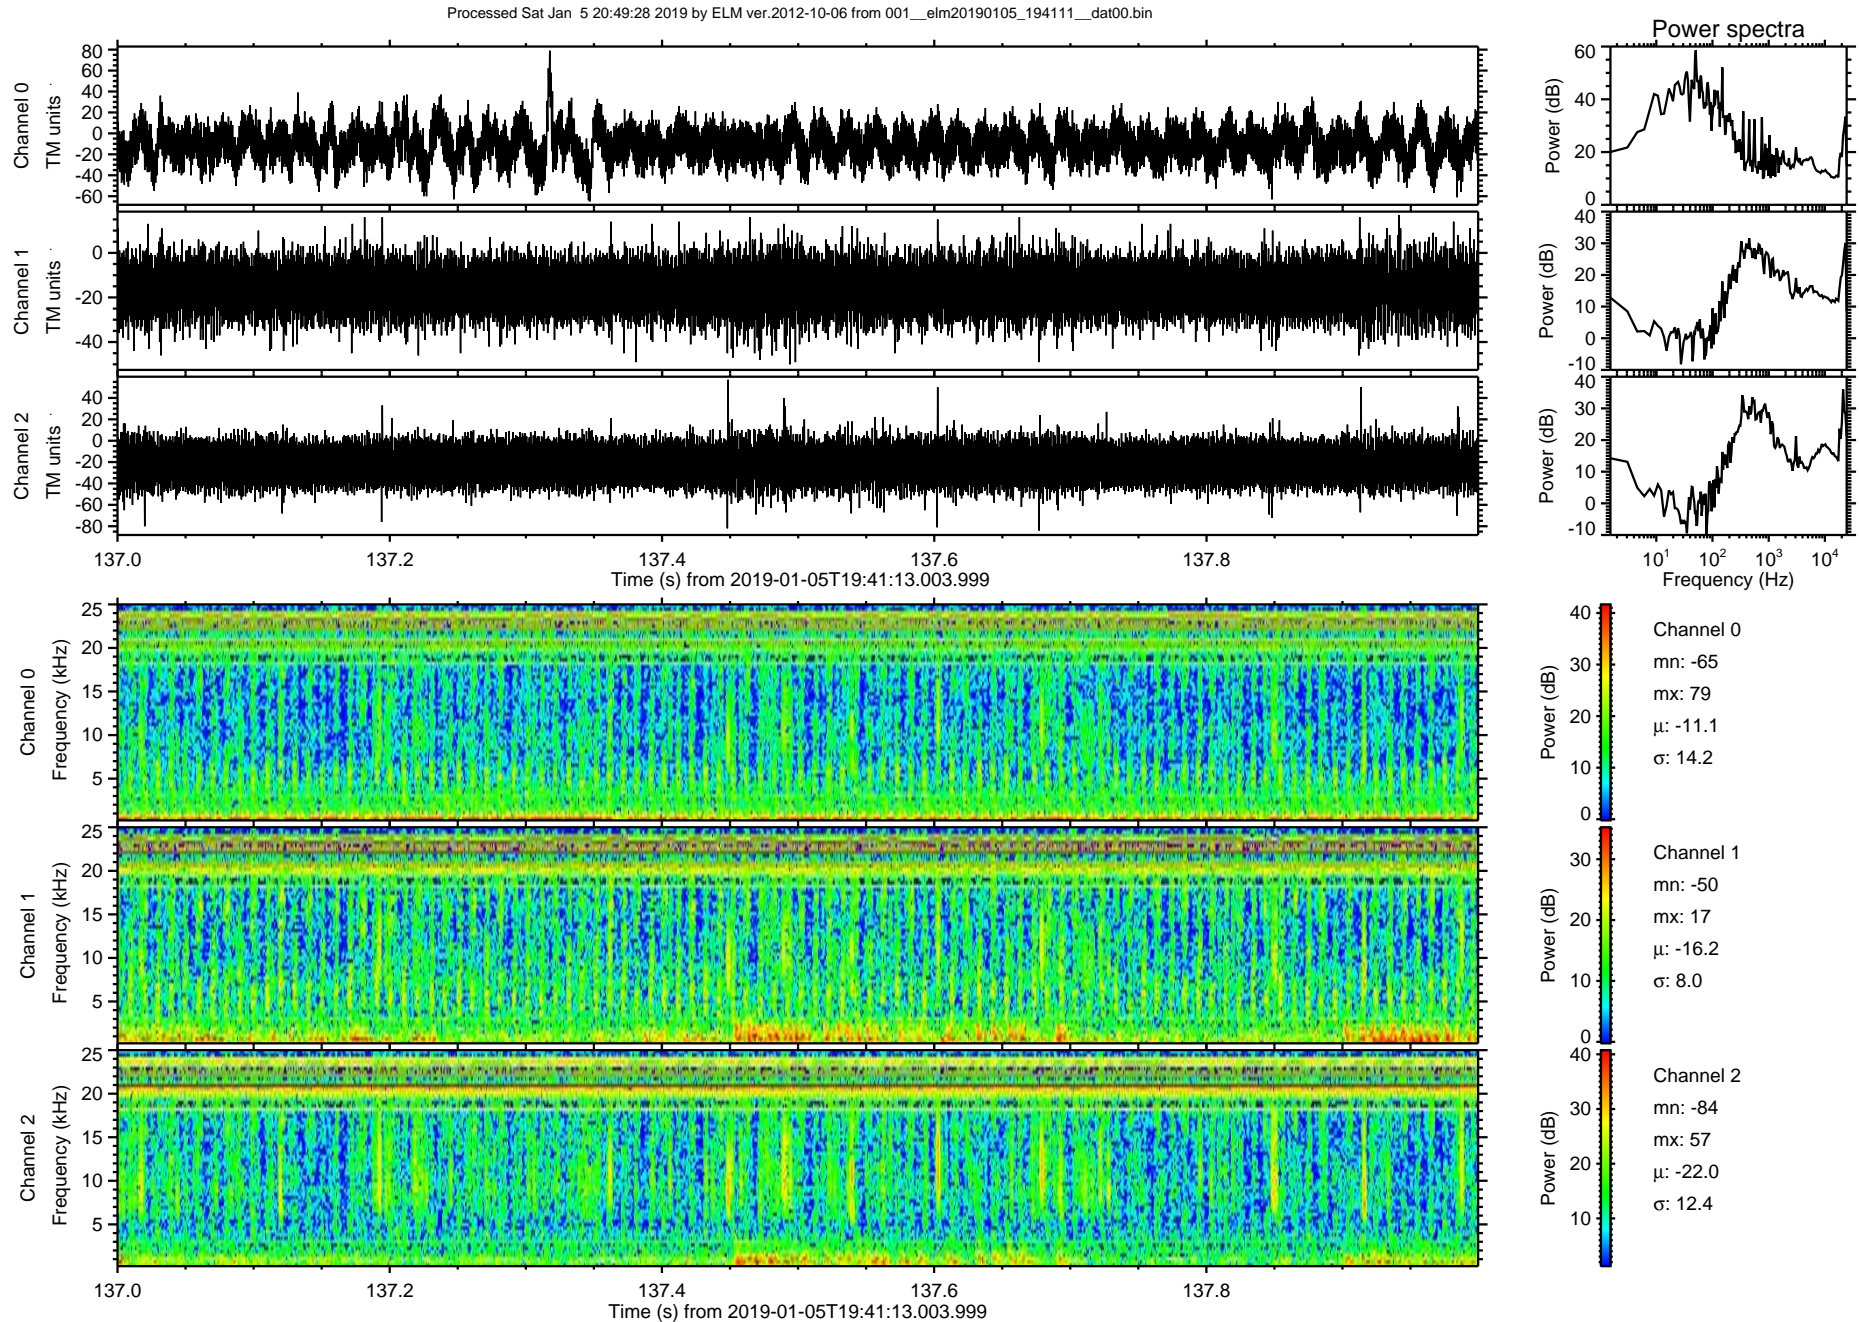 Processed Sat Jan  5 20:49:28 2019 by ELM ver.2012-10-06 from 001__elm20190105_194111__dat00.bin
Power spectra
Channel 0
TM units
80
60
40
20
0
-20
-40
-60
Power (dB)
60
40
20
0
Channel 1
TM units
0
-20
-40
Power (dB)
40
30
20
10
0
-10
Channel 2
TM units
40
20
0
-20
-40
-60
-80
Power (dB)
40
30
20
10
0
-10
137.0 137.2 137.4 137.6 137.8
Time (s) from 2019-01-05T19:41:13.003.999
10¹ 10² 10³ 10⁴
Frequency (Hz)
Channel 0
Frequency (kHz)
25
20
15
10
5
Power (dB)
40
30
20
10
0
Channel 0
mn: -65
mx: 79
μ: -11.1
σ: 14.2
Channel 1
Frequency (kHz)
25
20
15
10
5
Power (dB)
30
20
10
0
Channel 1
mn: -50
mx: 17
μ: -16.2
σ: 8.0
Channel 2
Frequency (kHz)
25
20
15
10
5
Power (dB)
40
30
20
10
Channel 2
mn: -84
mx: 57
μ: -22.0
σ: 12.4
137.0 137.2 137.4 137.6 137.8
Time (s) from 2019-01-05T19:41:13.003.999